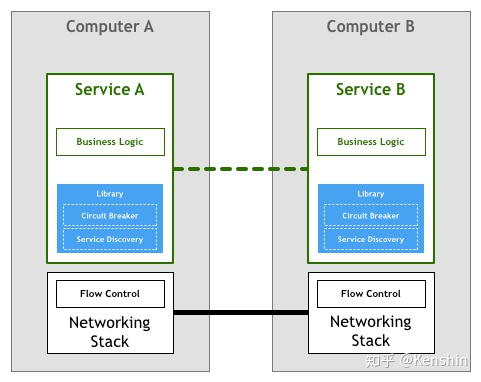 Computer A
Service A
Business Logic
Library
Circuit Breaker
Service Discovery
Flow Control
Networking
Stack
Computer B
Service B
Business Logic
Library
Circuit Breaker
Service Discovery
Flow Control
Networking
Stack
知乎 @Kenshin